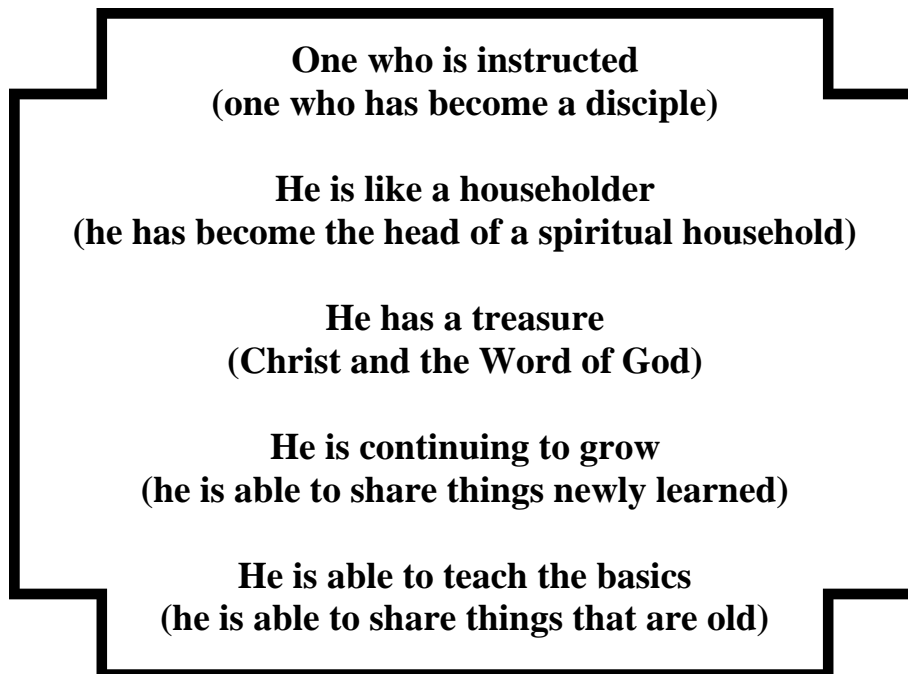 One who is instructed
(one who has become a disciple)
He is like a householder
(he has become the head of a spiritual household)
He has a treasure
(Christ and the Word of God)
He is continuing to grow
(he is able to share things newly learned)
He is able to teach the basics
(he is able to share things that are old)